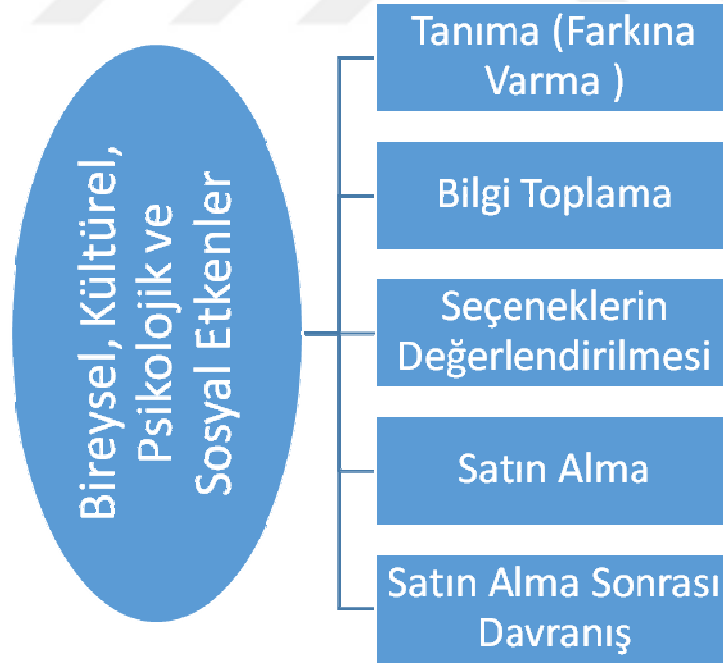 Bireysel, Kültürel,
Psikolojik ve
Sosyal Etkenler
Tanıma (Farkına
Varma )
Bilgi Toplama
Seçeneklerin
Değerlendirilmesi
Satın Alma
Satın Alma Sonrası
Davranış